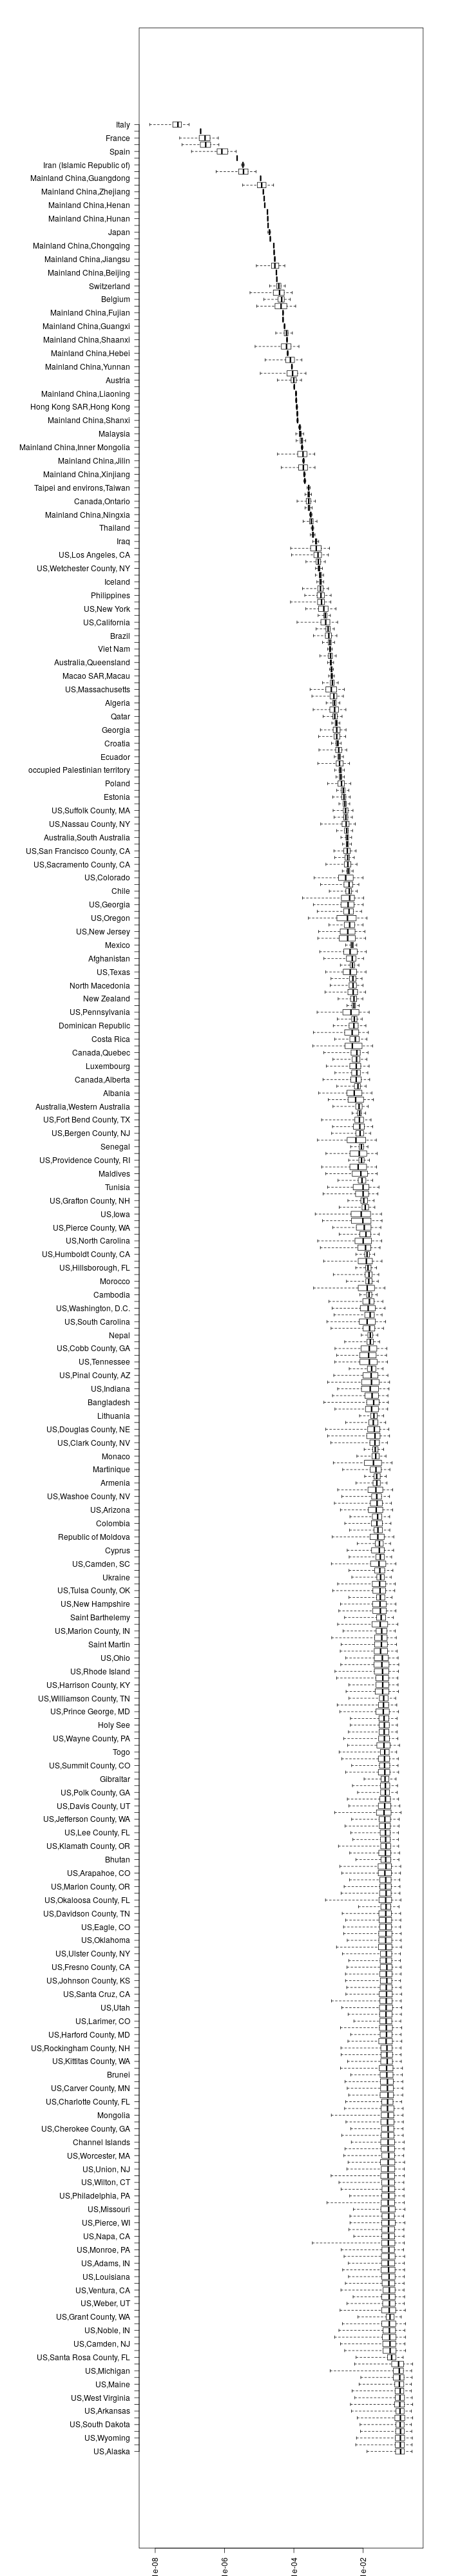 Italy
France
Spain
Iran (Islamic Republic of)
Mainland China,Guangdong
Mainland China,Zhejiang
Mainland China,Henan
Mainland China,Hunan
Japan
Mainland China,Chongqing
Mainland China,Jiangsu
Mainland China,Beijing
Switzerland
Belgium
Mainland China,Fujian
Mainland China,Guangxi
Mainland China,Shaanxi
Mainland China,Hebei
Mainland China,Yunnan
Austria
Mainland China,Liaoning
Hong Kong SAR,Hong Kong
Mainland China,Shanxi
Malaysia
Mainland China,Inner Mongolia
Mainland China,Jilin
Mainland China,Xinjiang
Taipei and environs,Taiwan
Canada,Ontario
Mainland China,Ningxia
Thailand
Iraq
US,Los Angeles, CA
US,Wetchester County, NY
Iceland
Philippines
US,New York
US,California
Brazil
Viet Nam
Australia,Queensland
Macao SAR,Macau
US,Massachusetts
Algeria
Qatar
Georgia
Croatia
Ecuador
occupied Palestinian territory
Poland
Estonia
US,Suffolk County, MA
US,Nassau County, NY
Australia,South Australia
US,San Francisco County, CA
US,Sacramento County, CA
US,Colorado
Chile
US,Georgia
US,Oregon
US,New Jersey
Mexico
Afghanistan
US,Texas
North Macedonia
New Zealand
US,Pennsylvania
Dominican Republic
Costa Rica
Canada,Quebec
Luxembourg
Canada,Alberta
Albania
Australia,Western Australia
US,Fort Bend County, TX
US,Bergen County, NJ
Senegal
US,Providence County, RI
Maldives
Tunisia
US,Grafton County, NH
US,Iowa
US,Pierce County, WA
US,North Carolina
US,Humboldt County, CA
US,Hillsborough, FL
Morocco
Cambodia
US,Washington, D.C.
US,South Carolina
Nepal
US,Cobb County, GA
US,Tennessee
US,Pinal County, AZ
US,Indiana
Bangladesh
Lithuania
US,Douglas County, NE
US,Clark County, NV
Monaco
Martinique
Armenia
US,Washoe County, NV
US,Arizona
Colombia
Republic of Moldova
Cyprus
US,Camden, SC
Ukraine
US,Tulsa County, OK
US,New Hampshire
Saint Barthelemy
US,Marion County, IN
Saint Martin
US,Ohio
US,Rhode Island
US,Harrison County, KY
US,Williamson County, TN
US,Prince George, MD
Holy See
US,Wayne County, PA
Togo
US,Summit County, CO
Gibraltar
US,Polk County, GA
US,Davis County, UT
US,Jefferson County, WA
US,Lee County, FL
US,Klamath County, OR
Bhutan
US,Arapahoe, CO
US,Marion County, OR
US,Okaloosa County, FL
US,Davidson County, TN
US,Eagle, CO
US,Oklahoma
US,Ulster County, NY
US,Fresno County, CA
US,Johnson County, KS
US,Santa Cruz, CA
US,Utah
US,Larimer, CO
US,Harford County, MD
US,Rockingham County, NH
US,Kittitas County, WA
Brunei
US,Carver County, MN
US,Charlotte County, FL
Mongolia
US,Cherokee County, GA
Channel Islands
US,Worcester, MA
US,Union, NJ
US,Wilton, CT
US,Philadelphia, PA
US,Missouri
US,Pierce, WI
US,Napa, CA
US,Monroe, PA
US,Adams, IN
US,Louisiana
US,Ventura, CA
US,Weber, UT
US,Grant County, WA
US,Noble, IN
US,Camden, NJ
US,Santa Rosa County, FL
US,Michigan
US,Maine
US,West Virginia
US,Arkansas
US,South Dakota
US,Wyoming
US,Alaska
e-08
e-06
e-04
e-02